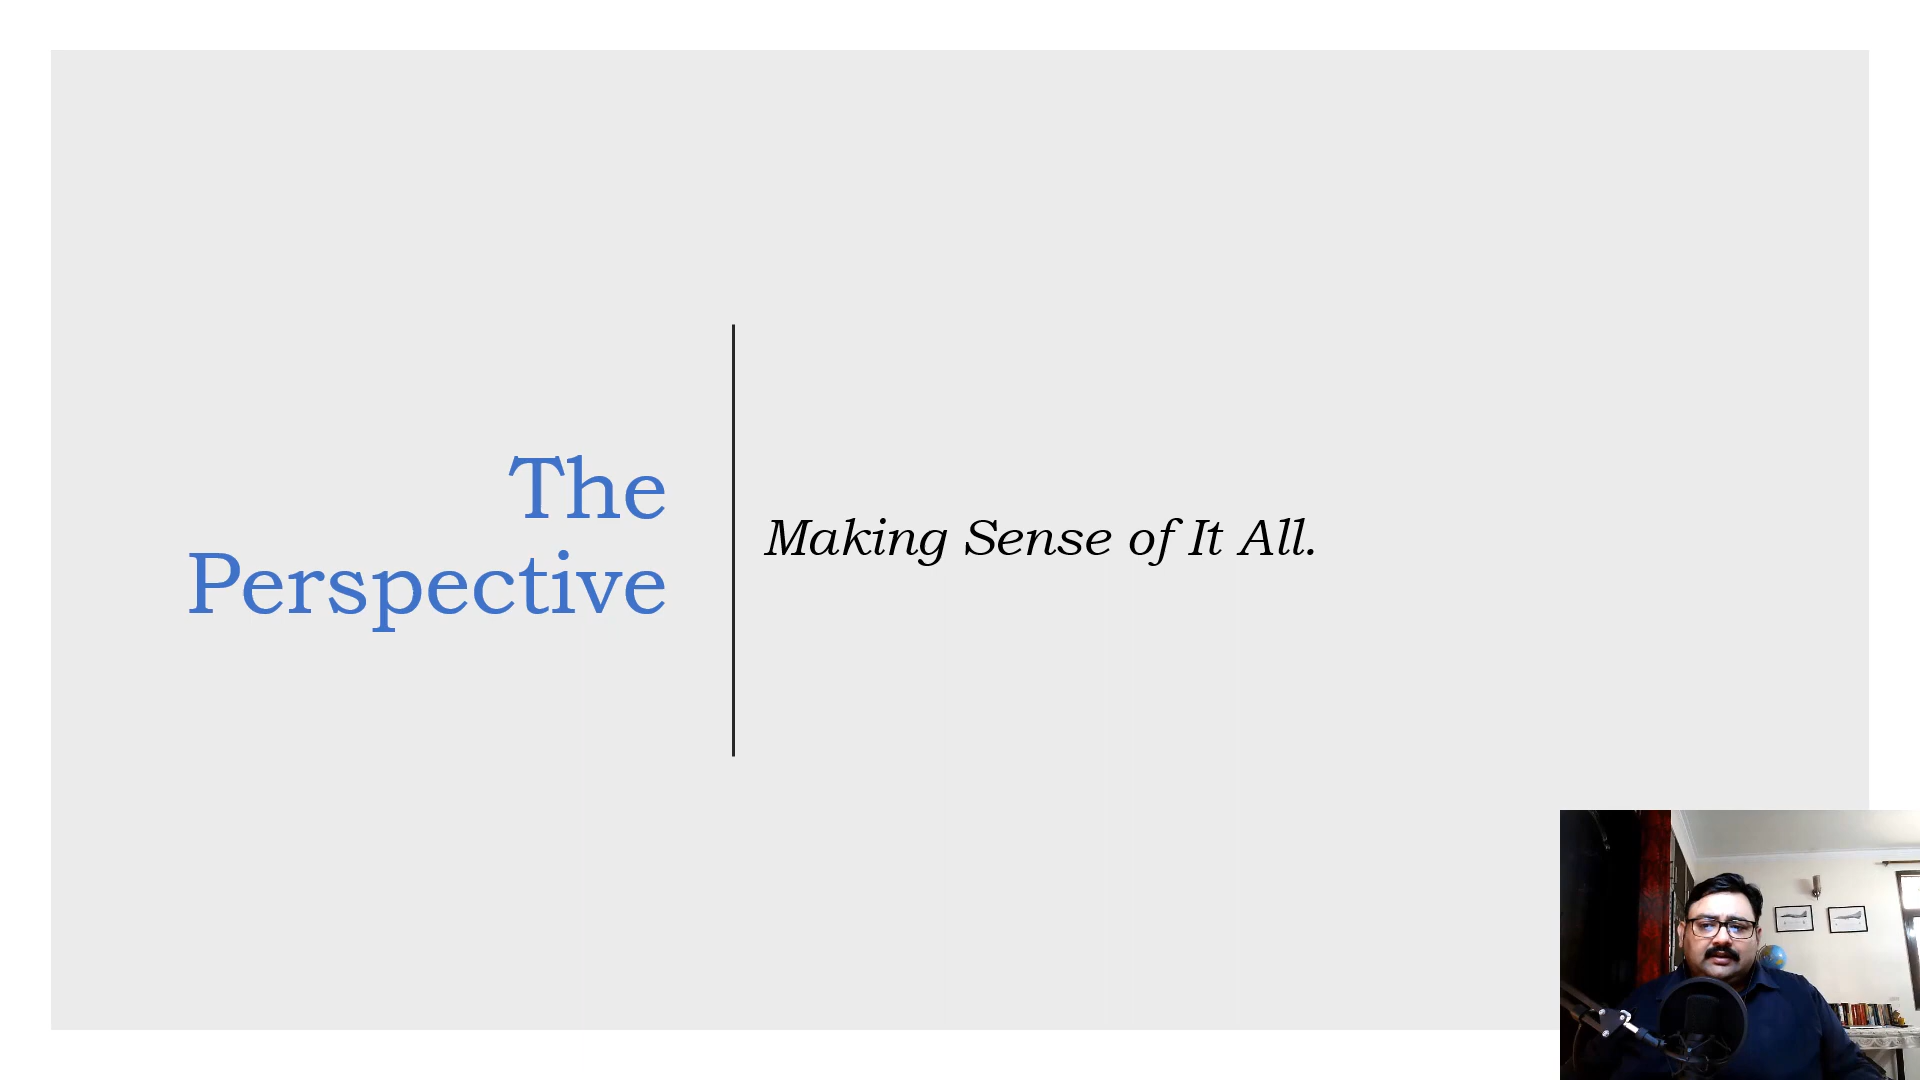 The
Perspective
Making Sense of It All.